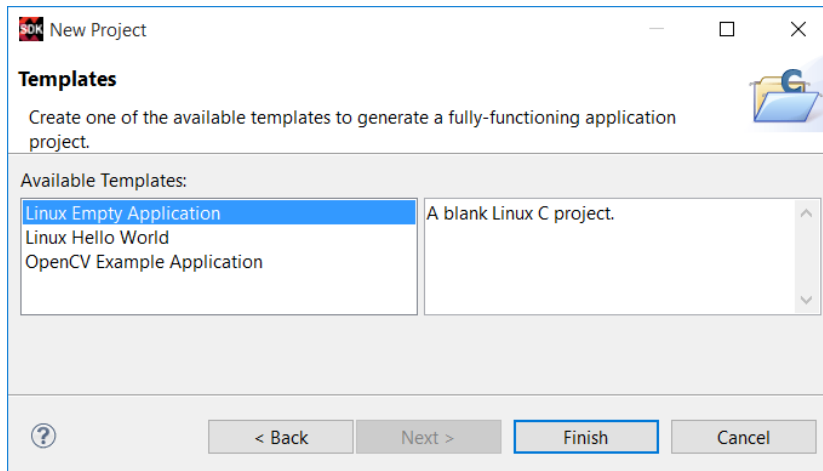 SDK New Project
Templates
Create one of the available templates to generate a fully-functioning application
project.
C
Available Templates:
Linux Empty Application
Linux Hello World
OpenCV Example Application
A blank Linux C project.
?
< Back
Next >
Finish
Cancel